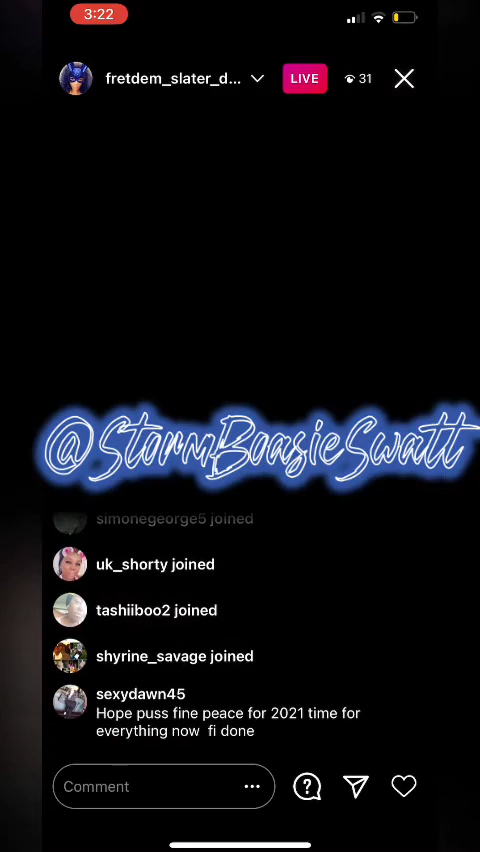 3:22
fretdem_slater_d...
LIVE
31
@StormBoasieSwatt
simonegeorge5 joined
uk_shorty joined
tashiiboo2 joined
shyrine_savage joined
sexydawn45
Hope puss fine peace for 2021 time for
everything now fi done
Comment